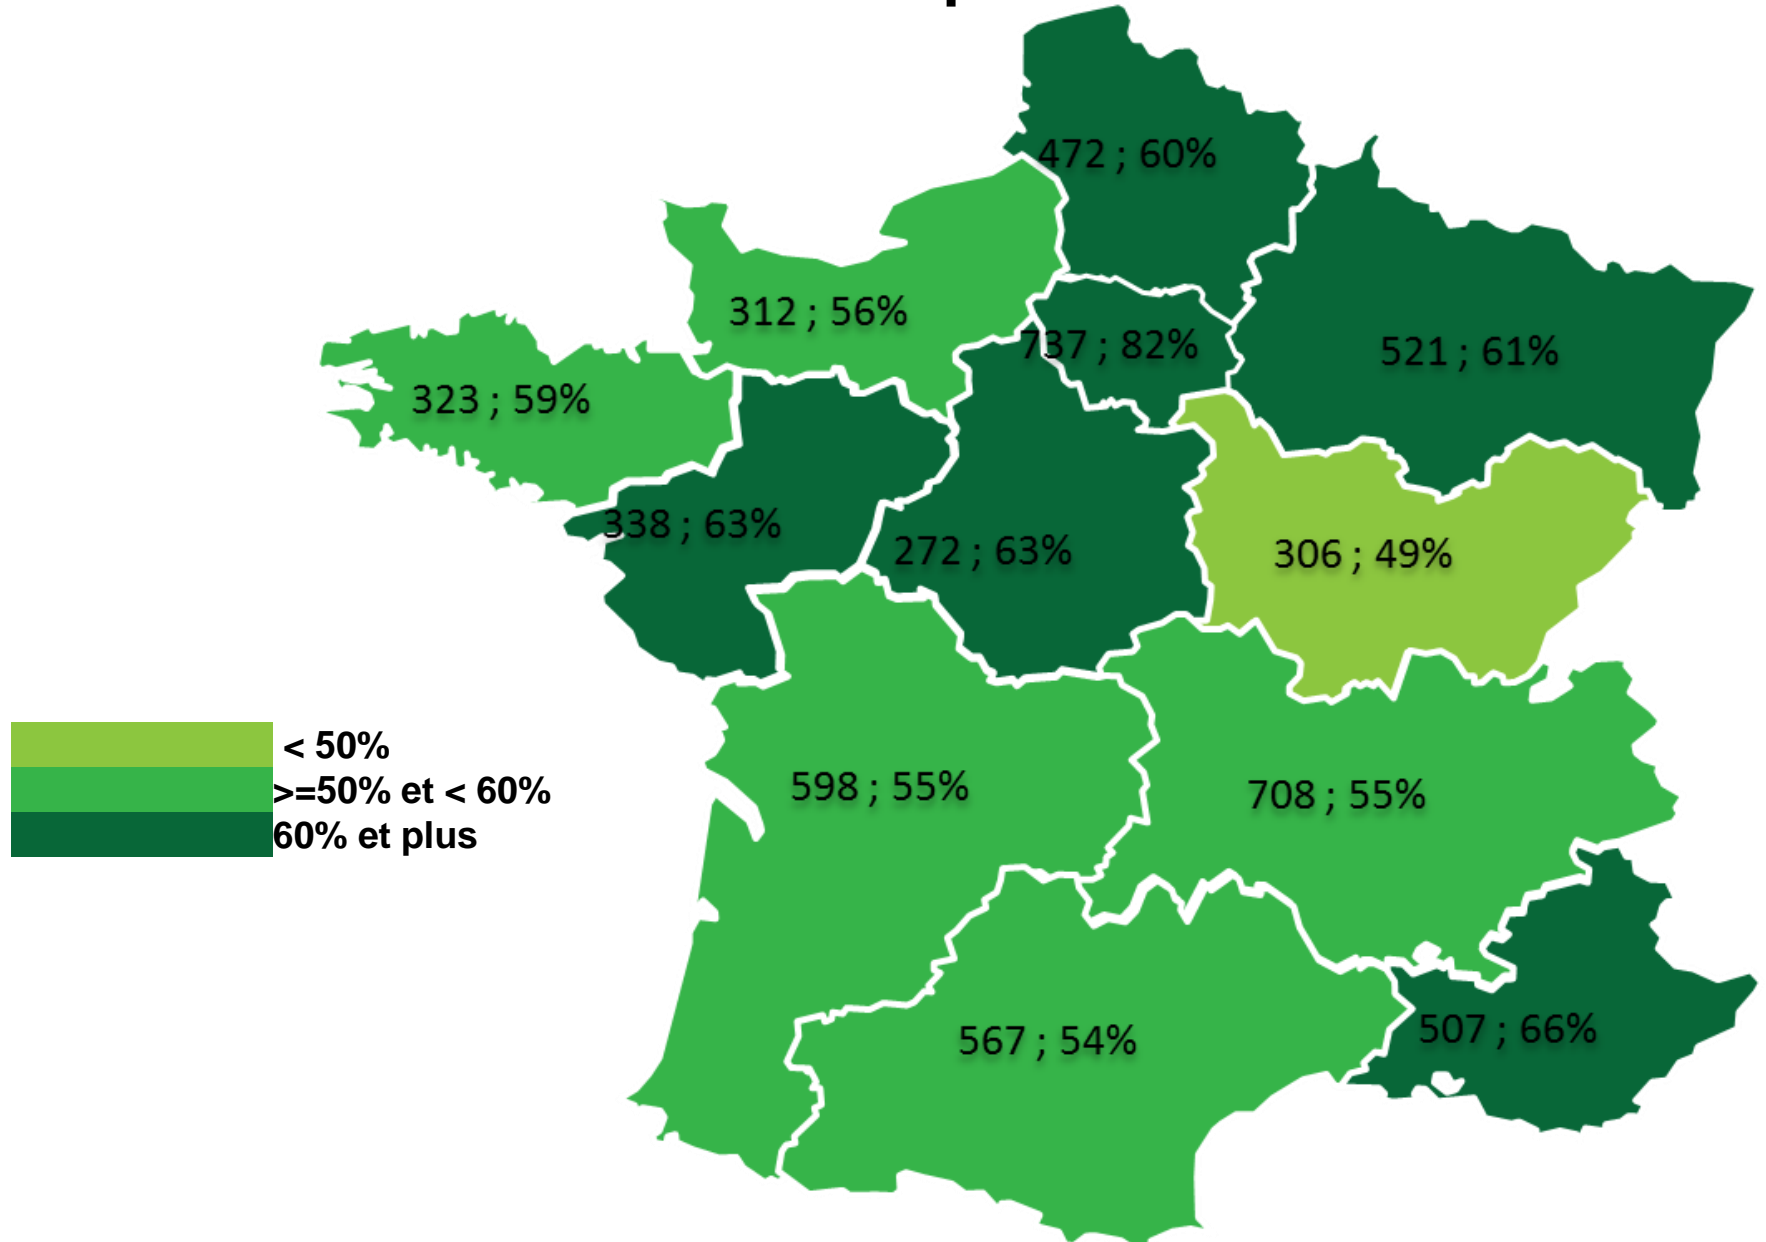 472 ; 60%
312 ; 56%
737 ; 82%
521 ; 61%
323 ; 59%
338 ; 63%
272 ; 63%
306 ; 49%
< 50%
>=50% et < 60%
60% et plus
598 ; 55%
708 ; 55%
567 ; 54%
507 ; 66%